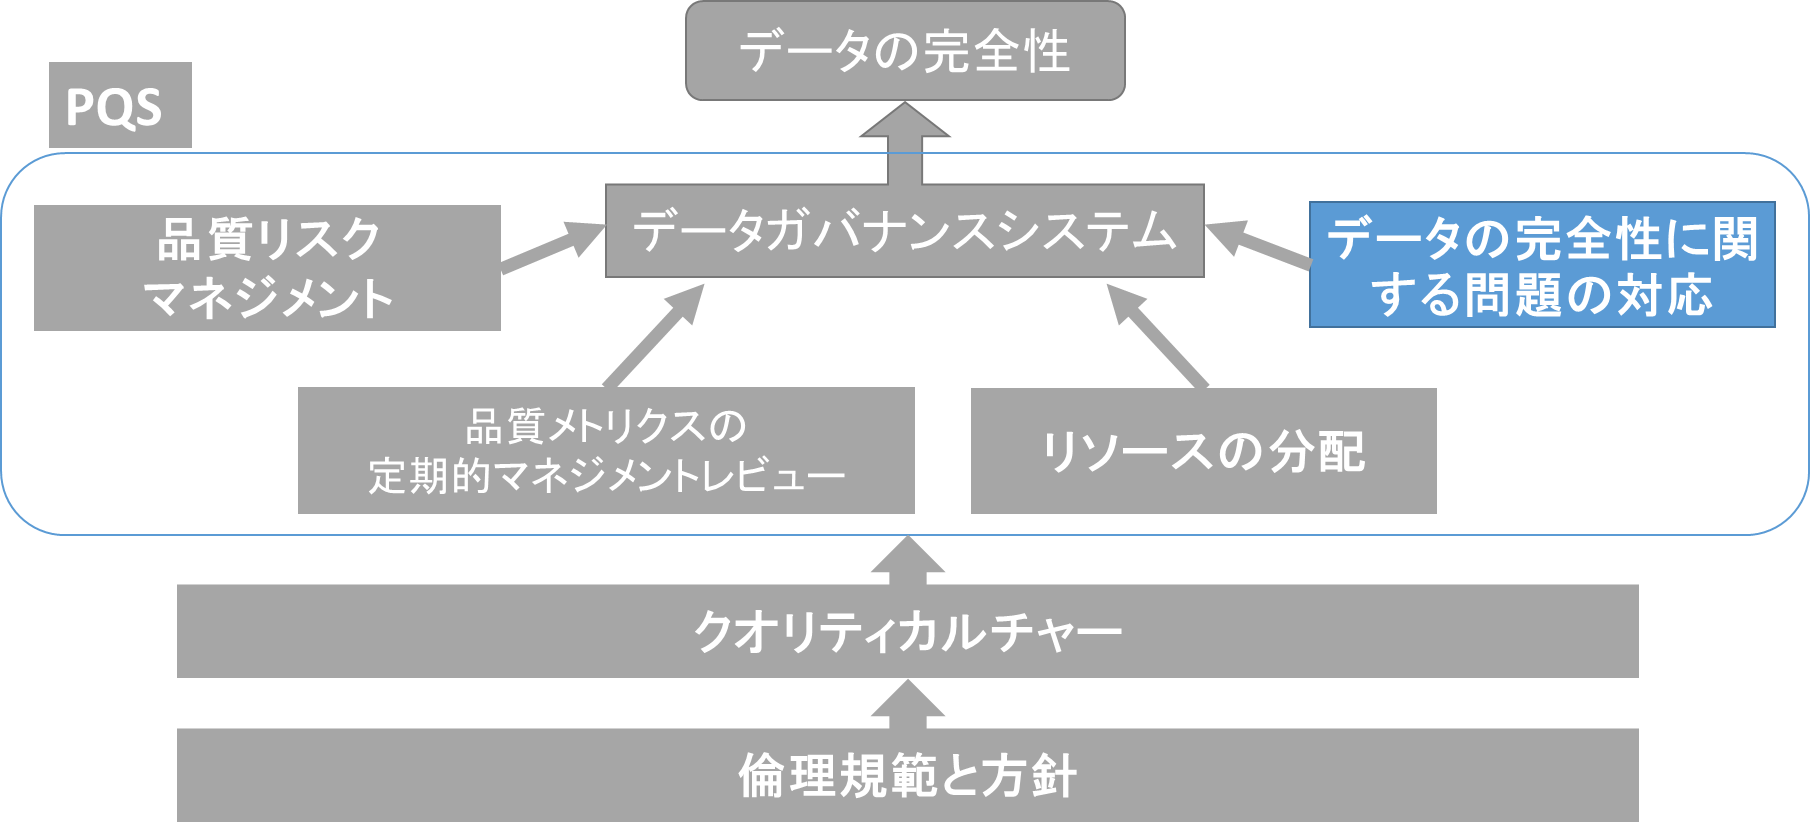 データの完全性
PQS
データガバナンスシステム
品質リスク
マネジメント
データの完全性に関
する問題の対応
品質メトリクスの
定期的マネジメントレビュー
リソースの分配
クオリティカルチャー
倫理規範と方針